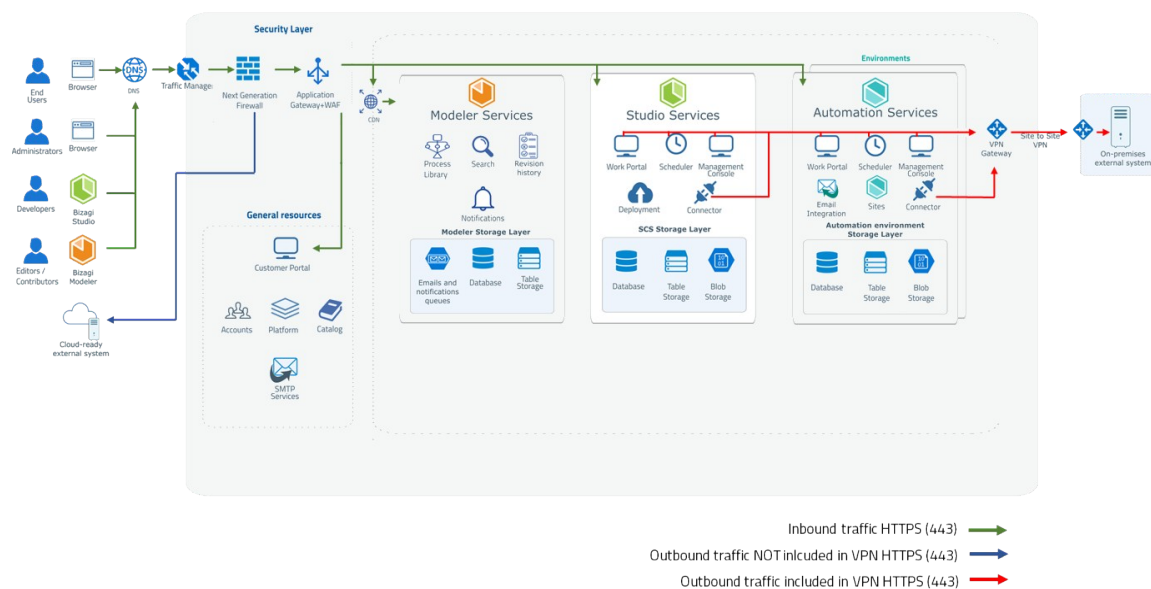 Security Layer
Environments
End
Users
Browser
DNS
DNS
Traffic Manage
Next Generation
Firewall
Application
Gateway+WAF
CDN
Administrators
Browser
Developers
Bizagi
Studio
Editors /
Contributors
Bizagi
Modeler
Cloud-ready
external system
General resources
Customer Portal
Accounts
Platform
Catalog
SMTP
Services
Modeler Services
Process
Library
Search
Revision
history
Notifications
Modeler Storage Layer
Emails and
notifications
queues
Database
Table
Storage
Studio Services
Work Portal
Scheduler
Management
Console
Deployment
Connector
SCS Storage Layer
Database
Table
Storage
10
01
Blob
Storage
Automation Services
Work Portal
Scheduler
Management
Console
Email
Integration
Sites
Connector
Automation environment
Storage Layer
Database
Table
Storage
10
01
Blob
Storage
VPN
Gateway
Site to Site
VPN
On-premises
external system
Inbound traffic HTTPS (443)
Outbound traffic NOT inlcuded in VPN HTTPS (443)
Outbound traffic included in VPN HTTPS (443)